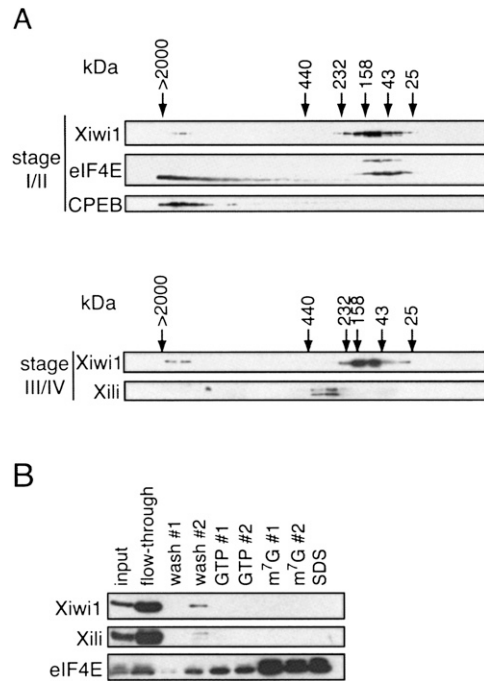 A
kDa
>2000
440
232
158
43
25
stage
I/II
Xiwi1
eIF4E
CPEB
kDa
>2000
440
232
158
43
25
stage
III/IV
Xiwi1
Xili
B
input
flow-through
wash #1
wash #2
GTP #1
GTP #2
m⁷G #1
m⁷G #2
SDS
Xiwi1
Xili
eIF4E